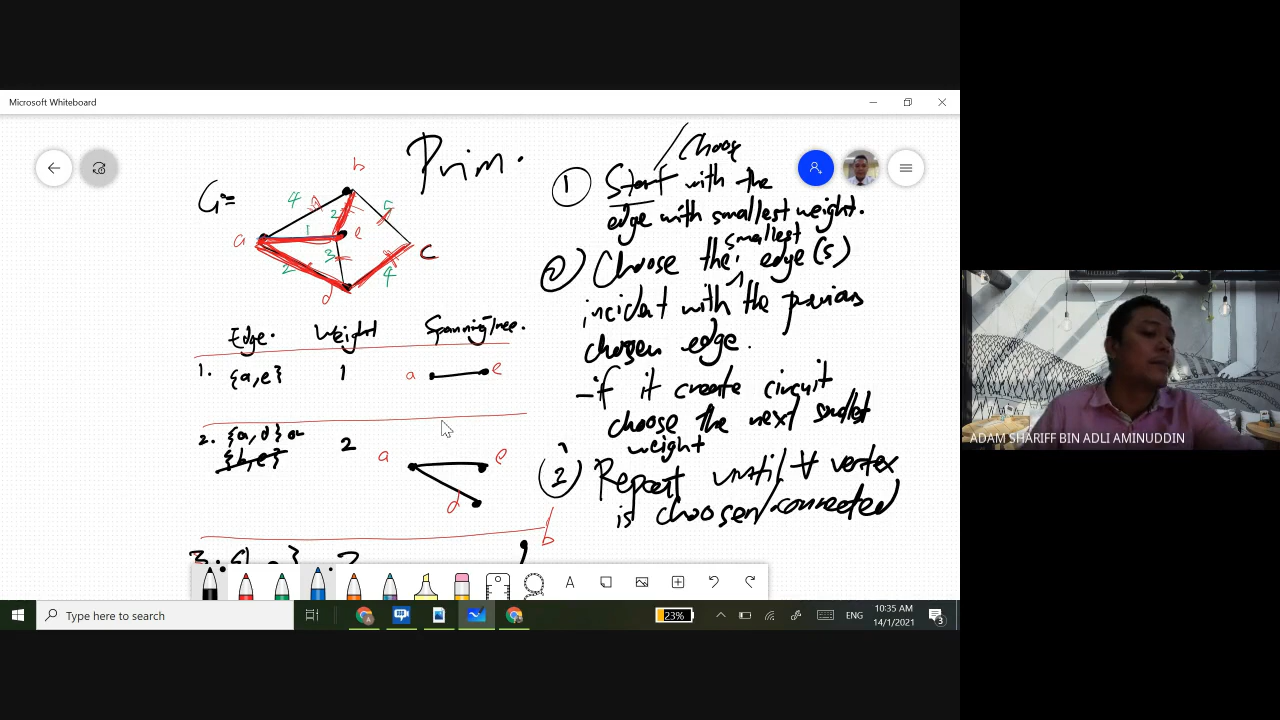 Microsoft Whiteboard
Prim.
G=
b
4
2
5
a
1
e
c
3
2
4
d
Edge. Weight Spanning Tree.
1. {a,e} 1 a e
2. {a,d} or 2 a e
{b,e} d
b
3.
/Choose
1 Start with the
edge with smallest weight.
2) Choose the smallest edge(s)
incident with the previous
chosen edge.
-if it create circuit
choose the next smallest
weight
2 Repeat until ∀ vertex
is choosen/connected
A
ADAM SHARIFF BIN ADLI AMINUDDIN
Type here to search
23%
ENG
10:35 AM
14/1/2021
3